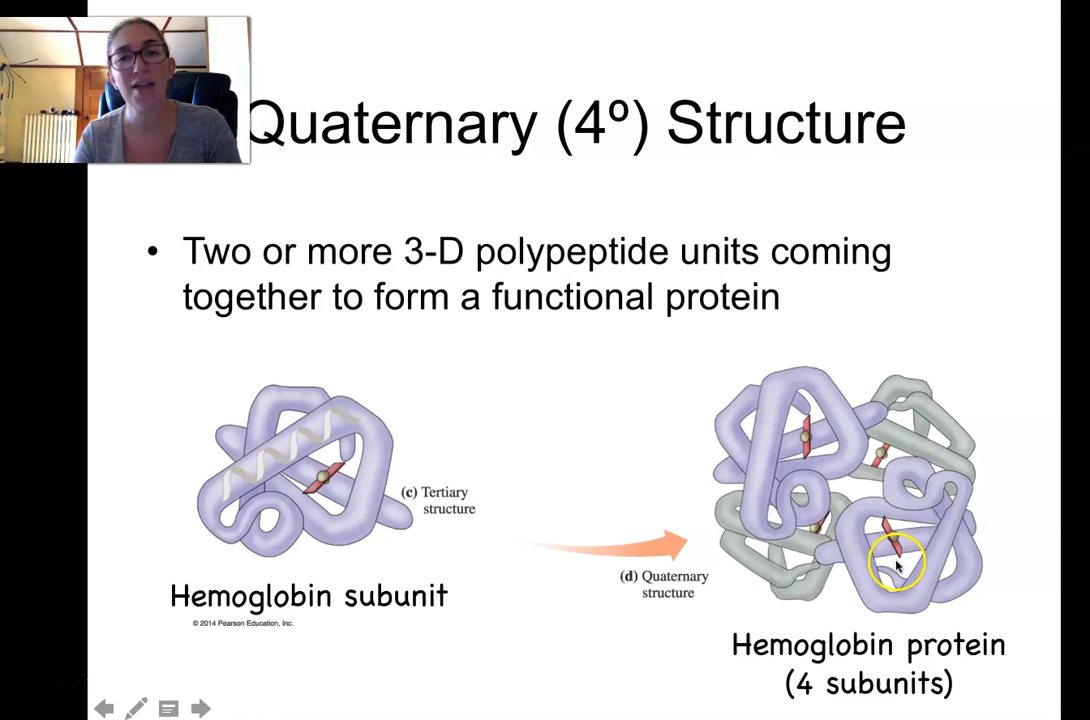 Quaternary (4º) Structure
• Two or more 3-D polypeptide units coming
together to form a functional protein
(c) Tertiary
structure
Hemoglobin subunit
© 2014 Pearson Education, Inc.
(d) Quaternary
structure
Hemoglobin protein
(4 subunits)